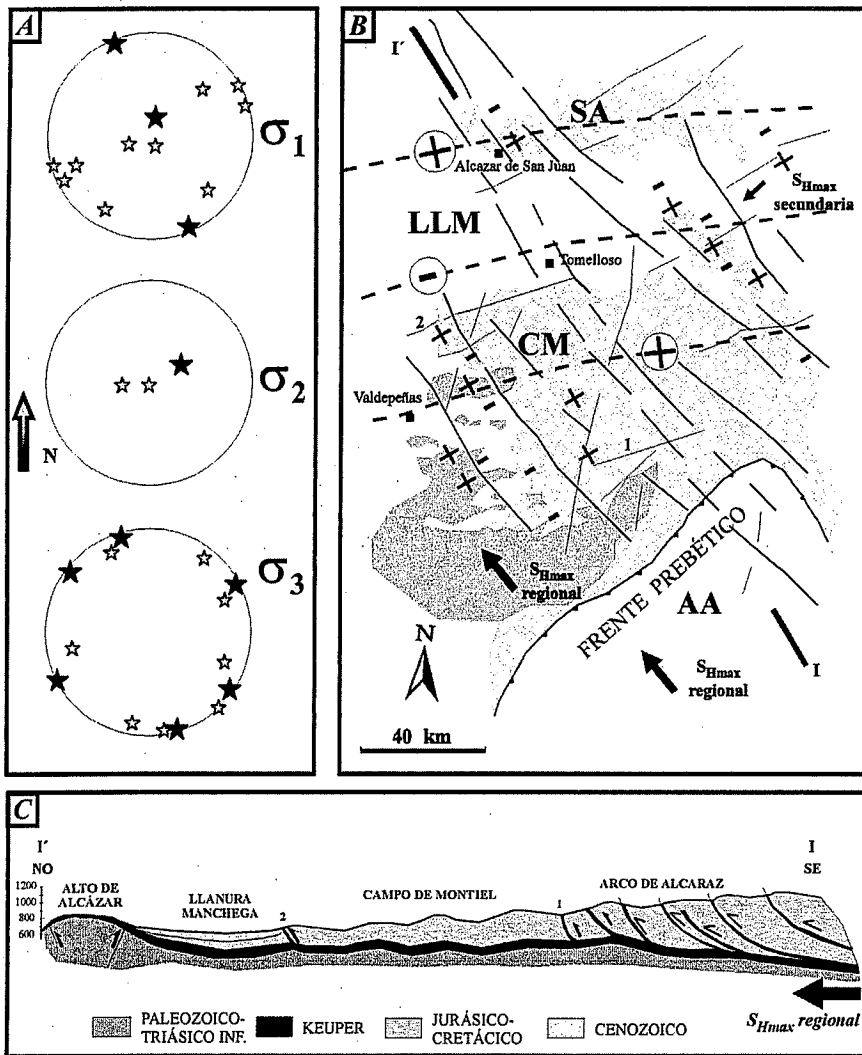 A
σ1
σ2
N
σ3
B
I´
SA
Alcazar de San Juan
SHmax
secundaria
LLM
Tomelloso
2
CM
Valdepeñas
1
SHmax
regional
FRENTE PREBÉTICO
AA
N
SHmax
regional
I
40 km
C
I´
NO
I
SE
1200
1000
800
600
ALTO DE
ALCÁZAR
LLANURA
MANCHEGA
2
CAMPO DE MONTIEL
1
ARCO DE ALCARAZ
PALEOZOICO-
TRIÁSICO INF.
KEUPER
JURÁSICO-
CRETÁCICO
CENOZOICO
SHmax regional